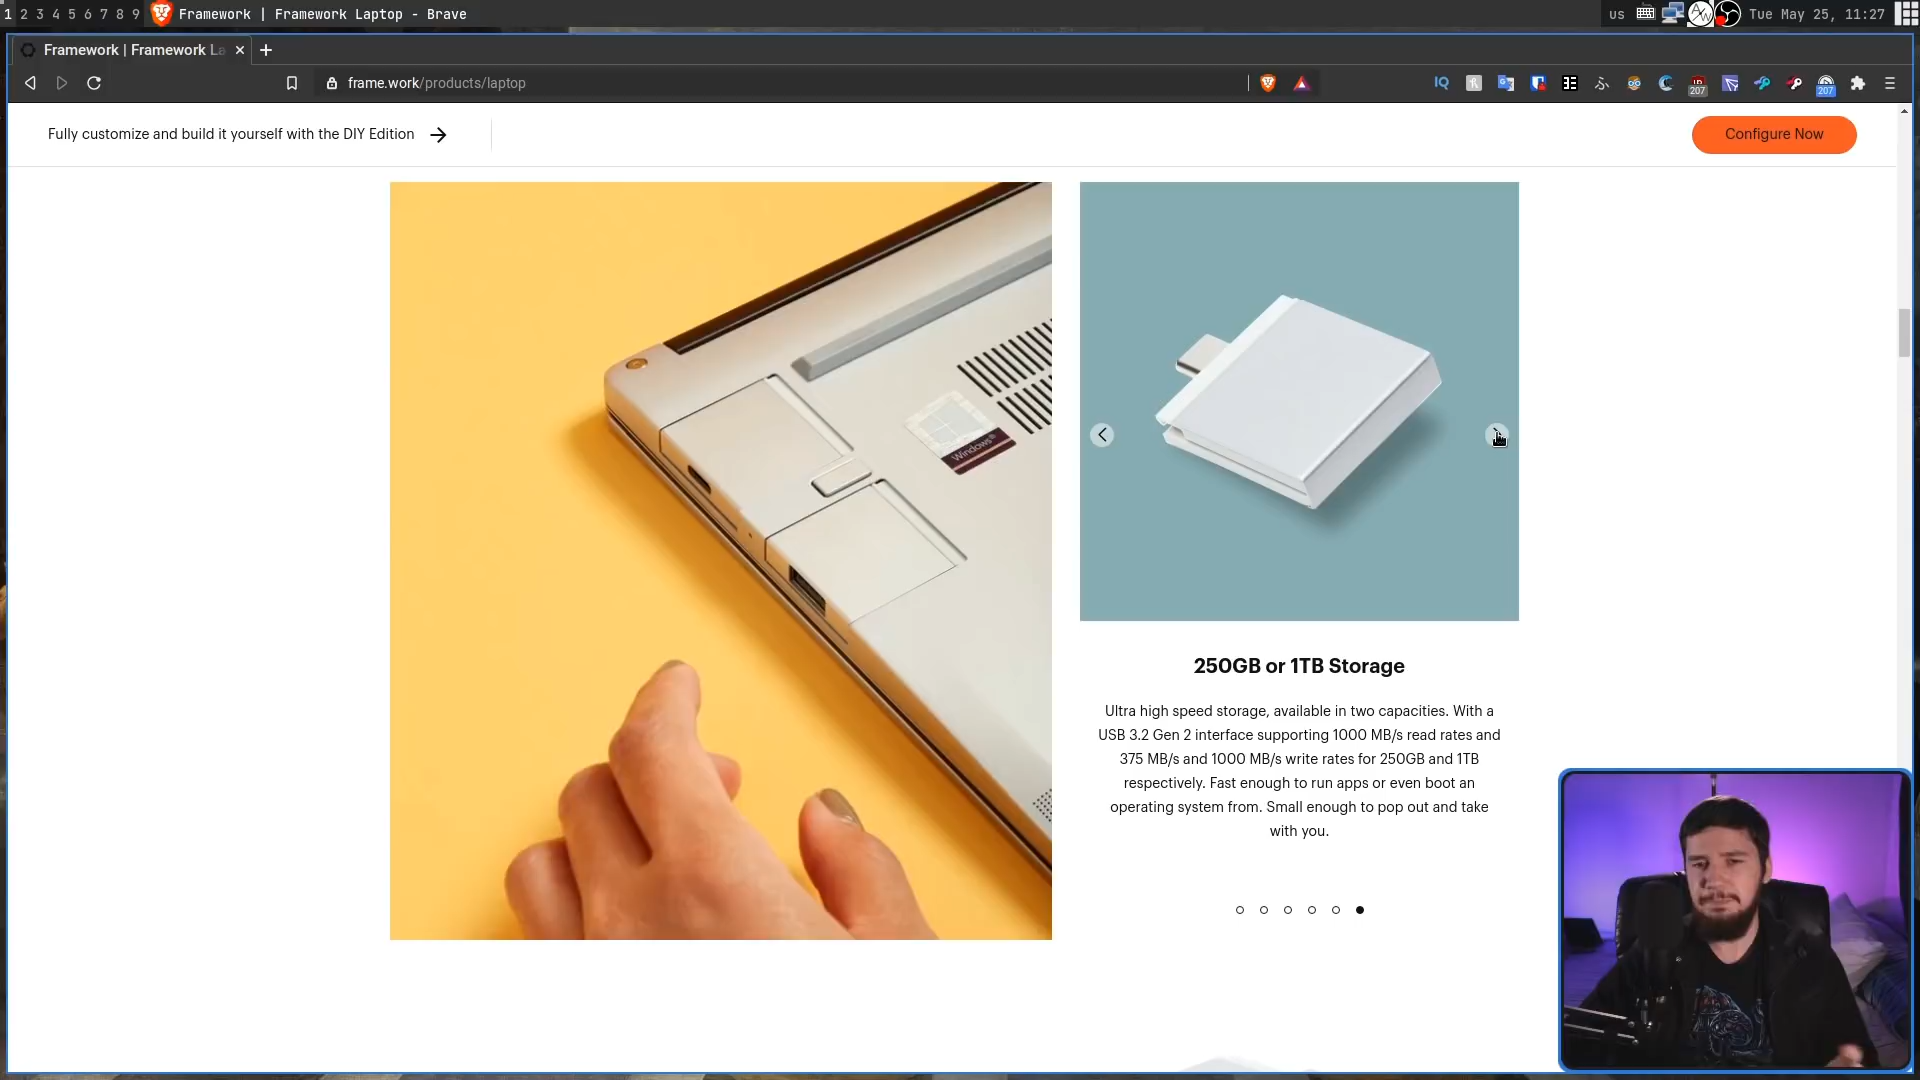 1 2 3 4 5 6 7 8 9 Framework | Framework Laptop - Brave
us Tue May 25, 11:27
Framework | Framework La
frame.work/products/laptop
IQ
207
207
Fully customize and build it yourself with the DIY Edition
Configure Now
Windows
250GB or 1TB Storage
Ultra high speed storage, available in two capacities. With a
USB 3.2 Gen 2 interface supporting 1000 MB/s read rates and
375 MB/s and 1000 MB/s write rates for 250GB and 1TB
respectively. Fast enough to run apps or even boot an
operating system from. Small enough to pop out and take
with you.